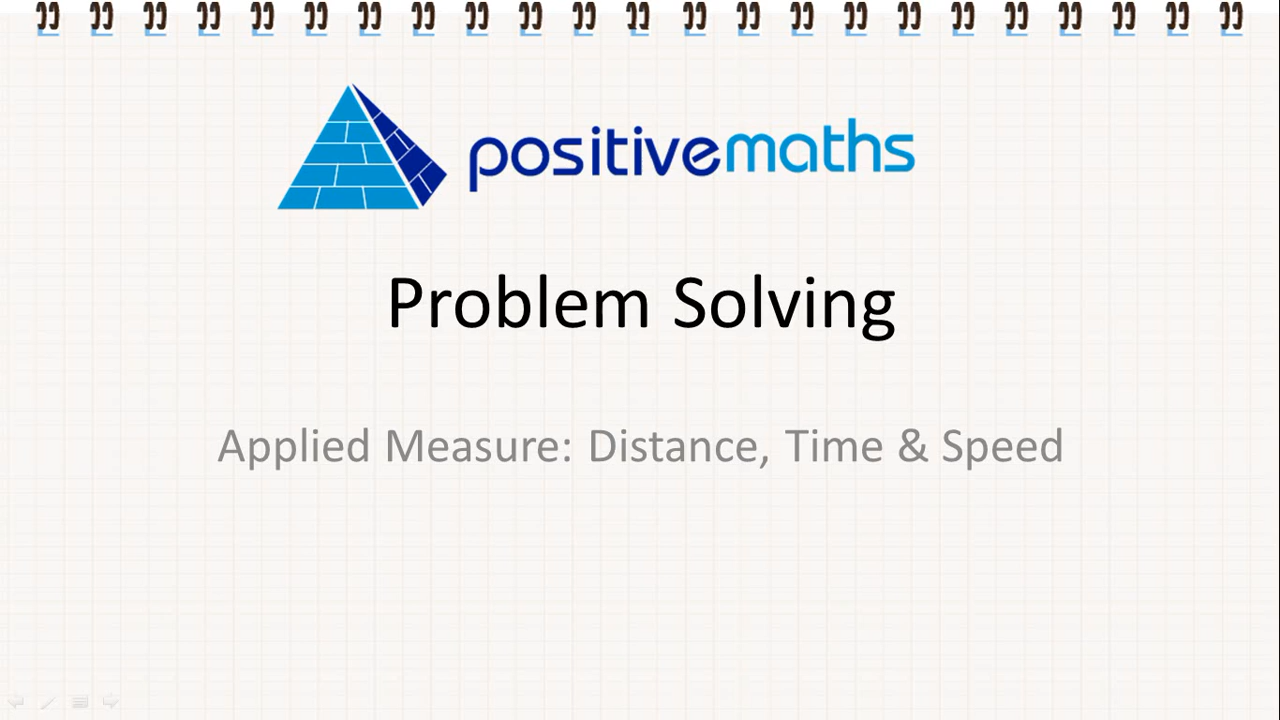 positivemaths
Problem Solving
Applied Measure: Distance, Time & Speed